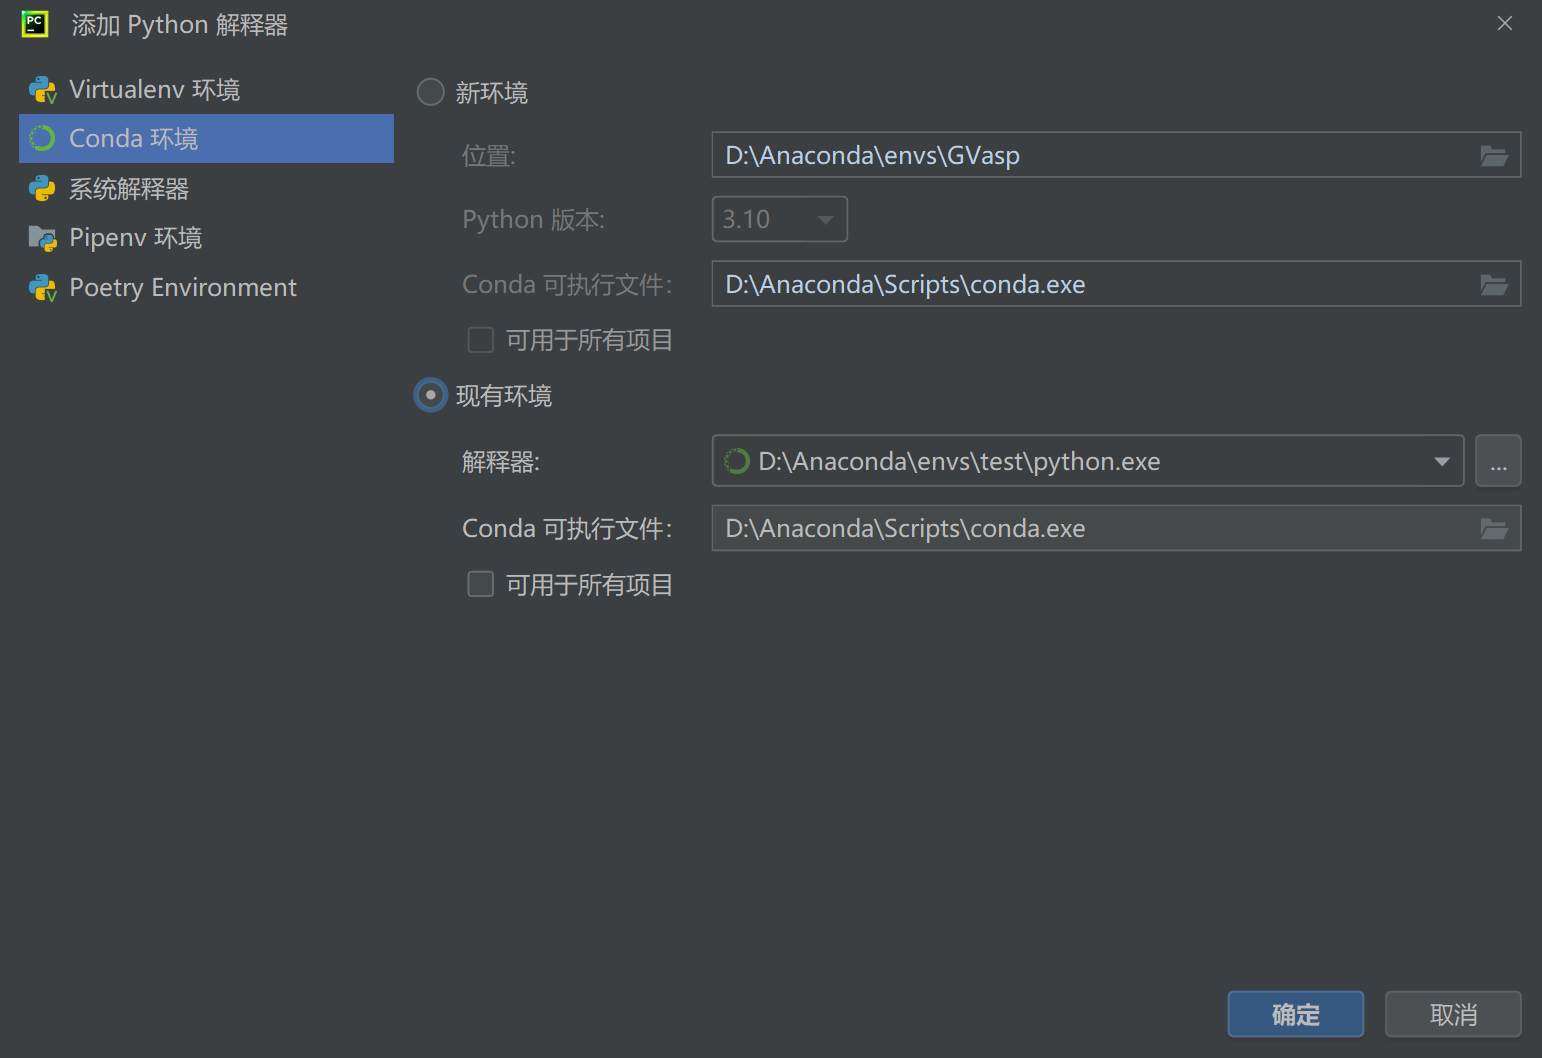 PC
添加 Python 解释器
Virtualenv 环境
Conda 环境
系统解释器
Pipenv 环境
Poetry Environment
新环境
位置:
D:\Anaconda\envs\GVasp
Python 版本:
3.10
Conda 可执行文件:
D:\Anaconda\Scripts\conda.exe
可用于所有项目
现有环境
解释器:
D:\Anaconda\envs\test\python.exe
...
Conda 可执行文件:
D:\Anaconda\Scripts\conda.exe
可用于所有项目
确定
取消